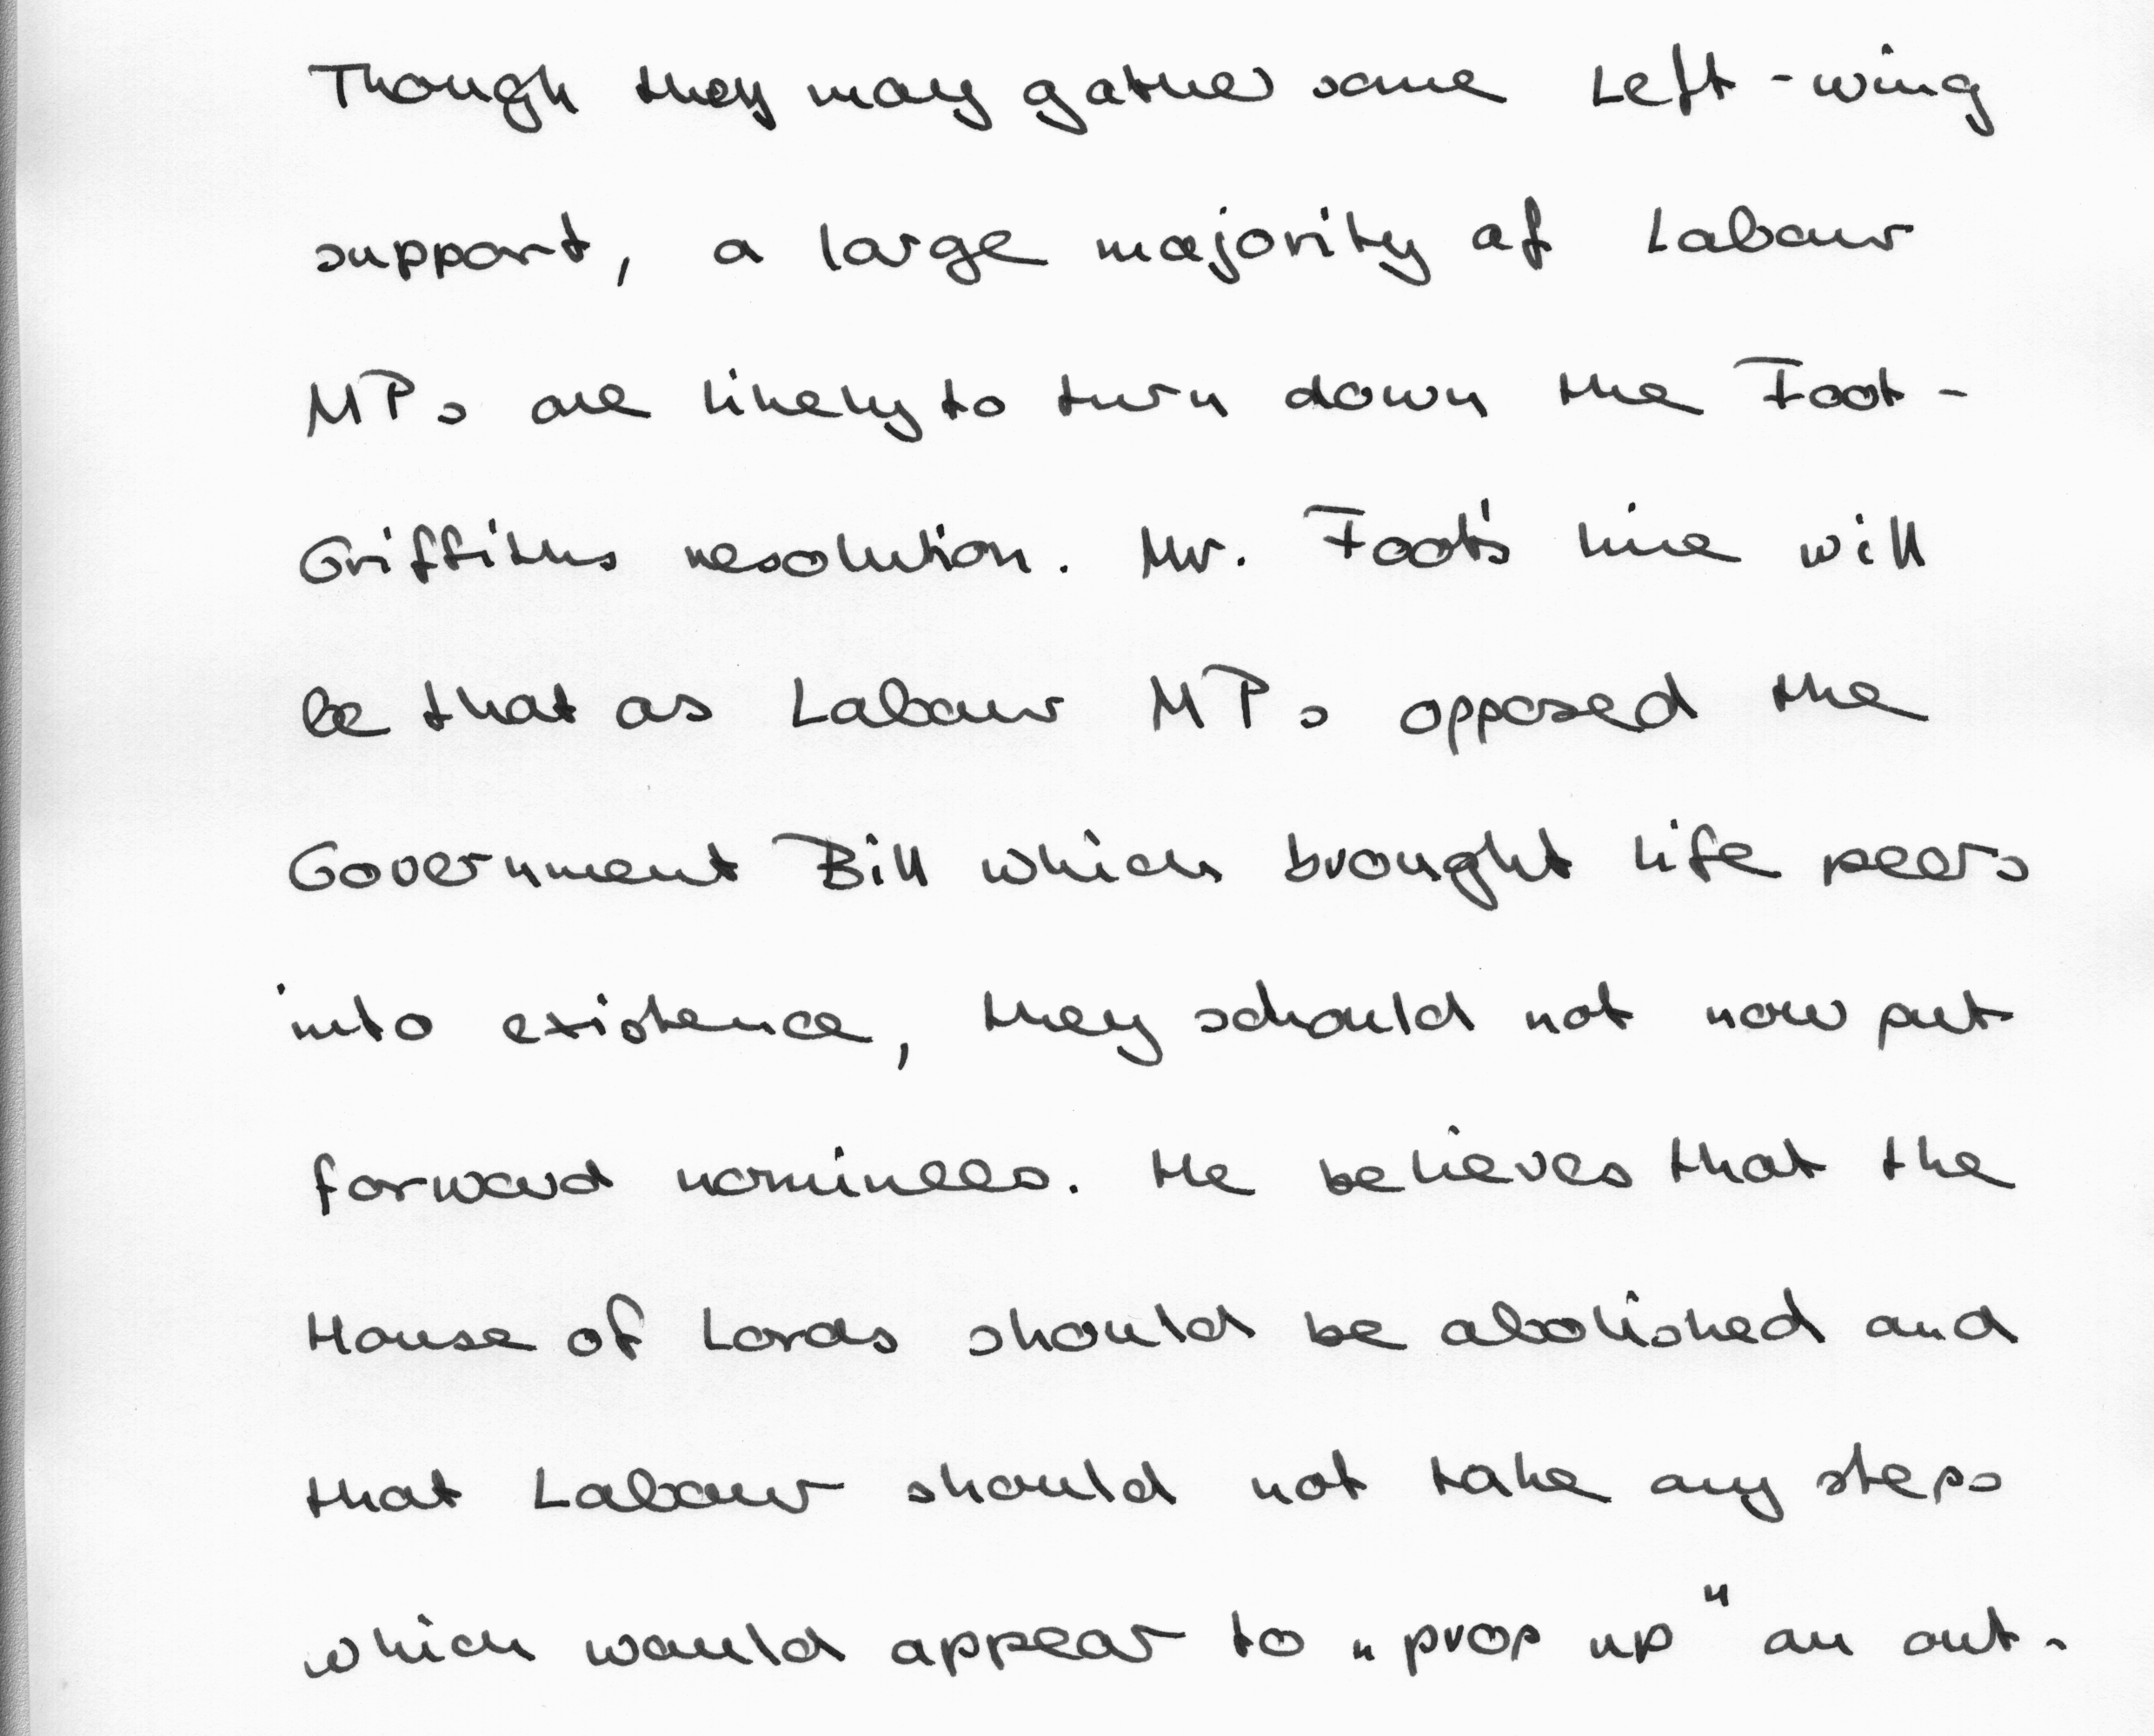 Though they may gather some Left-wing
support, a large majority of Labour
MPs are likely to turn down the Foot-
Griffiths resolution. Mr. Foot's line will
be that as Labour MPs opposed the
Government Bill which brought life peers
into existence, they schould not now put
forward nominees. He believes that the
House of Lords should be abolished and
that Labour should not take any steps
which would appear to „prop up" an out-